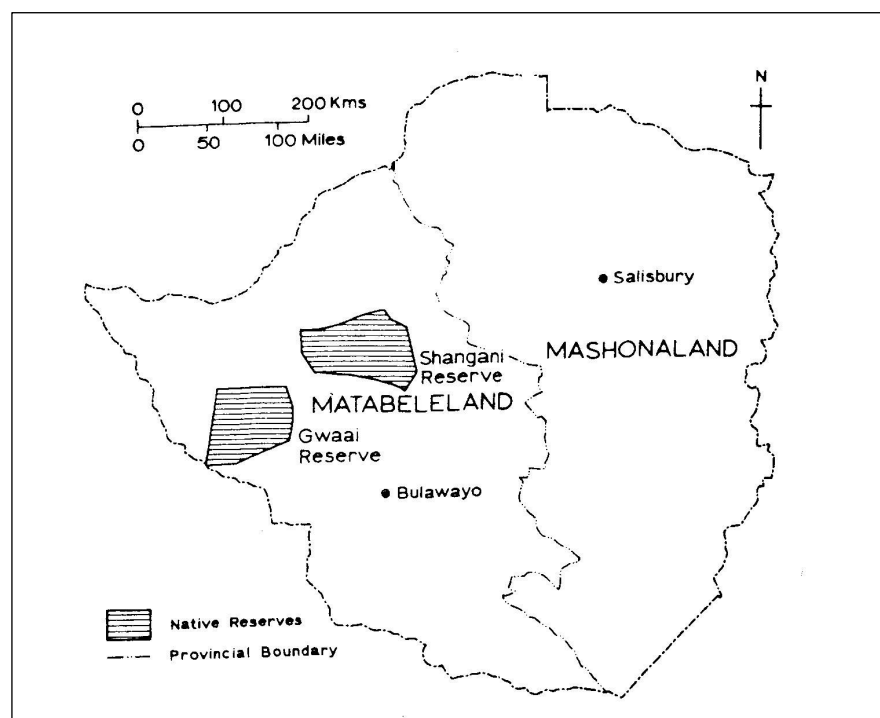 N
0 100 200 Kms
0 50 100 Miles
Salisbury
MASHONALAND
Shangani
Reserve
MATABELELAND
Gwaai
Reserve
Bulawayo
Native Reserves
Provincial Boundary